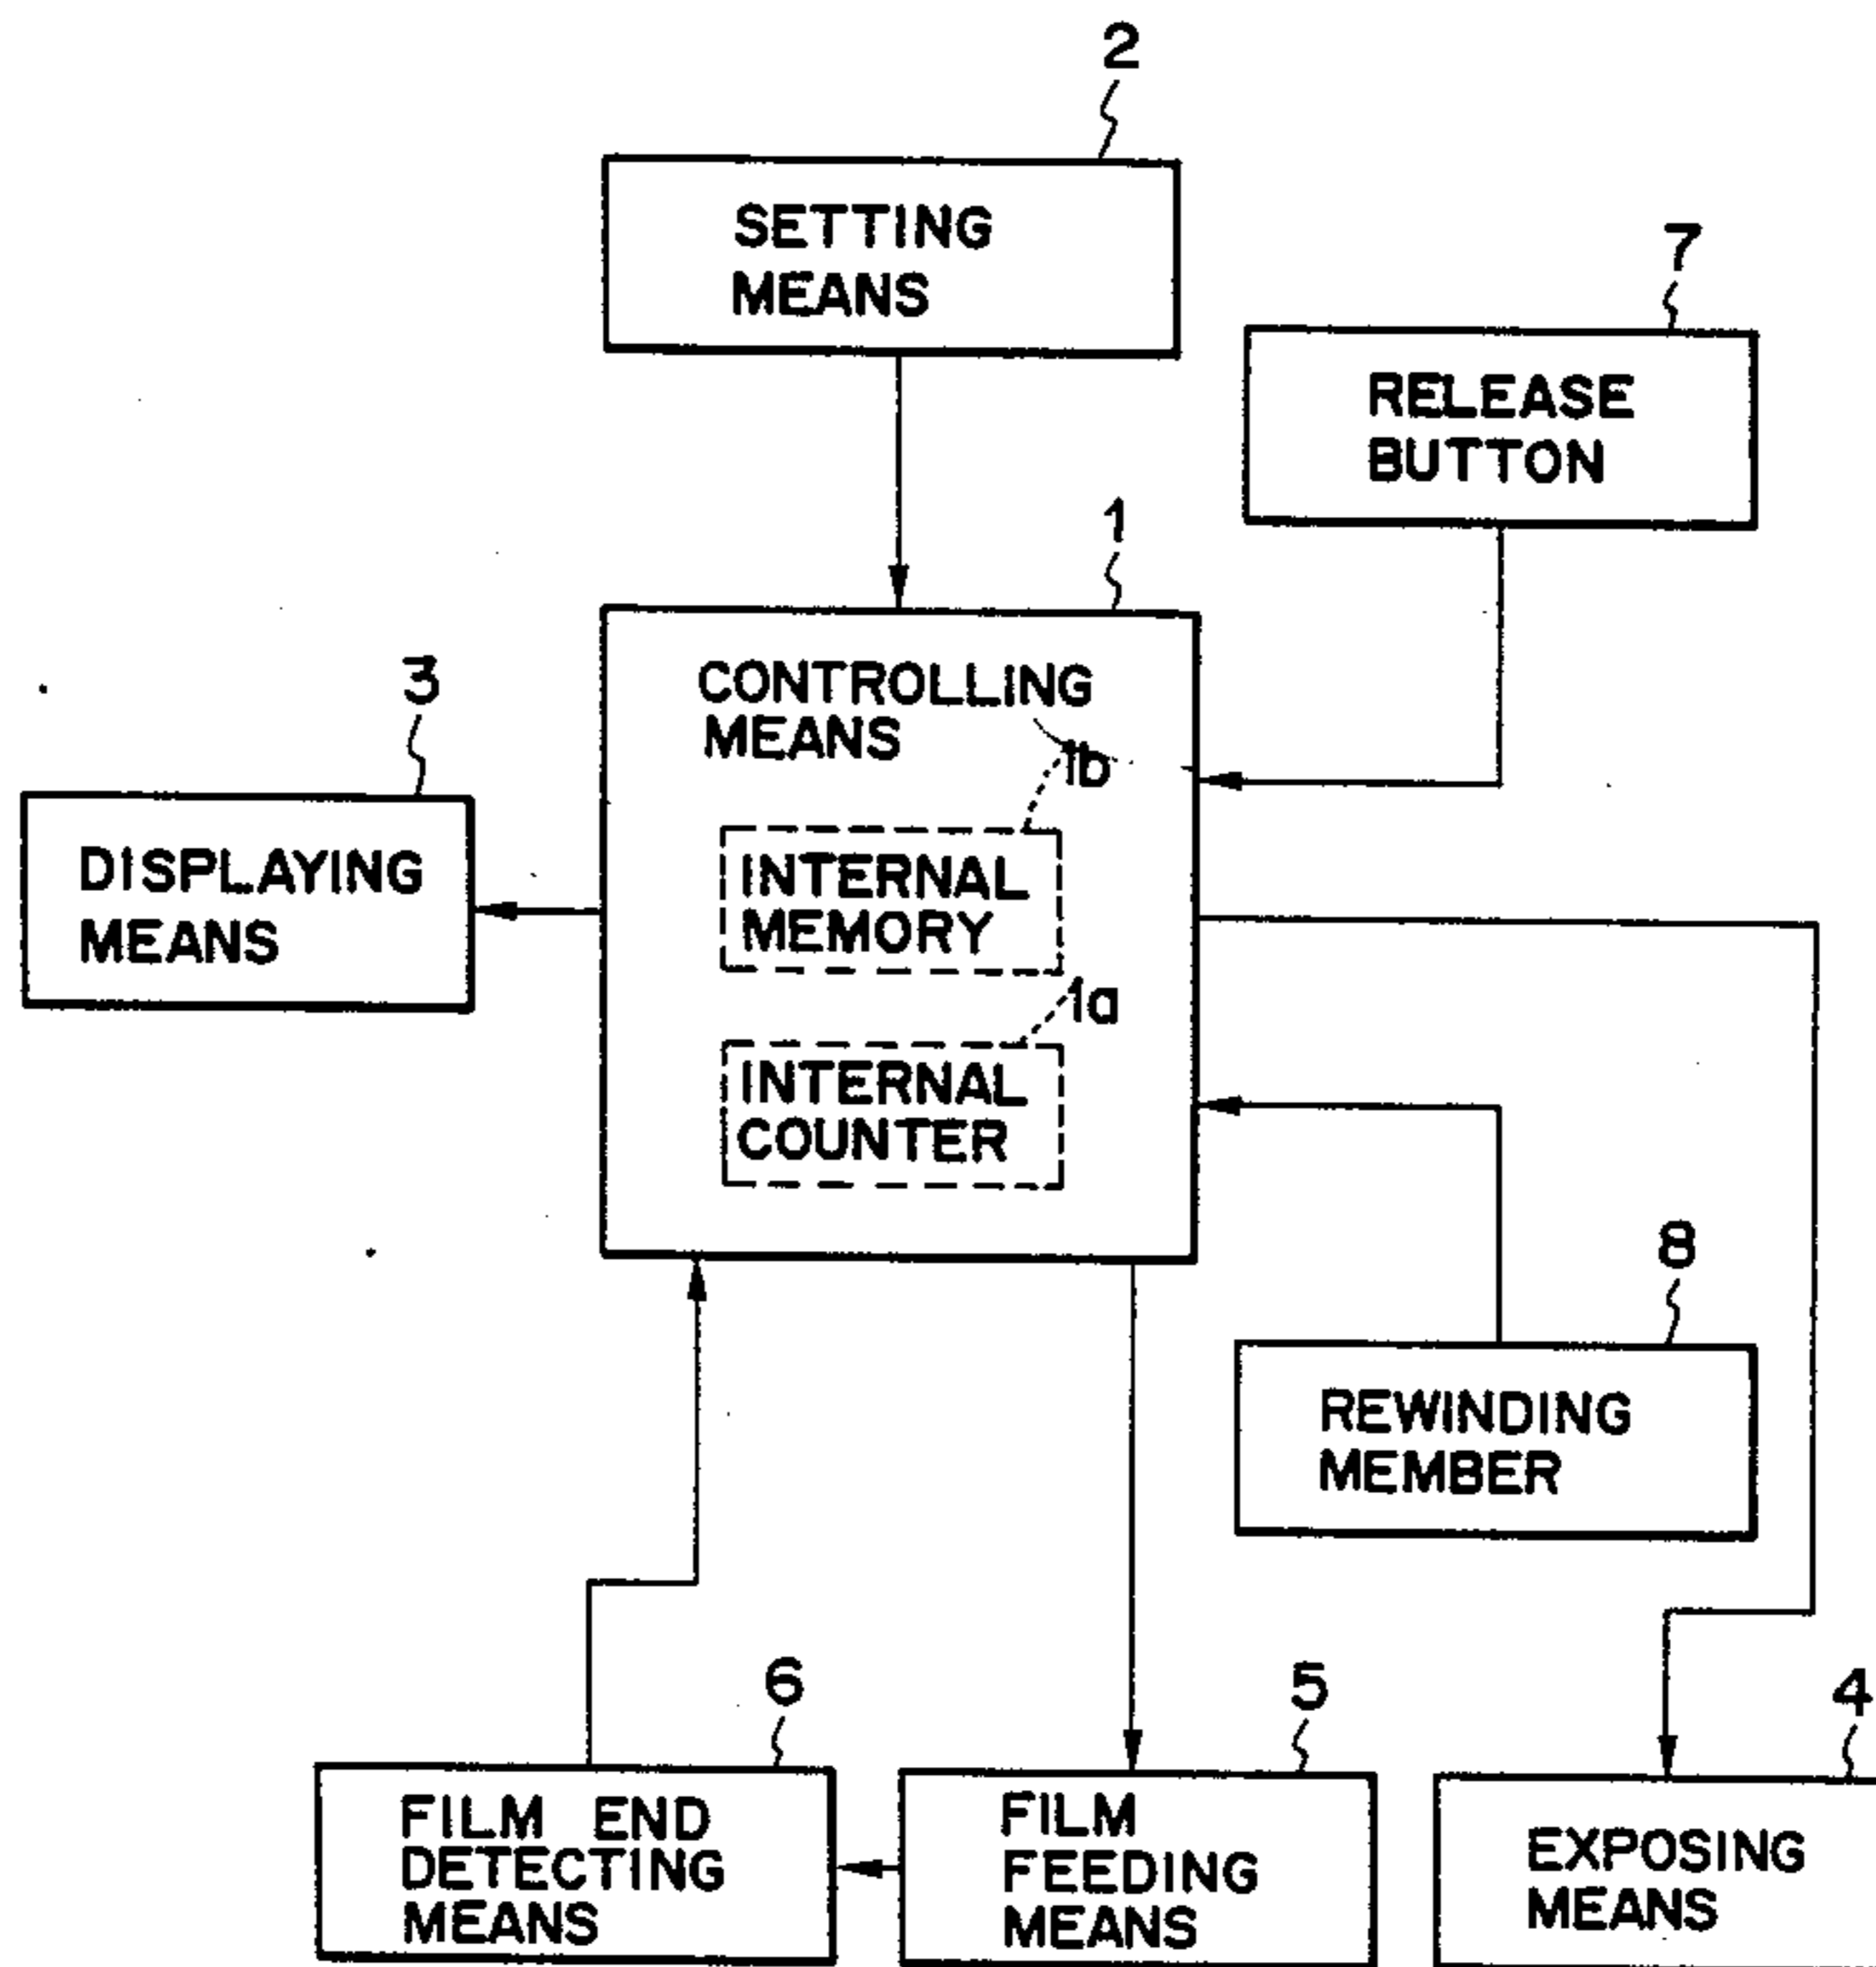 2
SETTING
MEANS
7
RELEASE
BUTTON
1
CONTROLLING
MEANS
1b
INTERNAL
MEMORY
1a
INTERNAL
COUNTER
3
DISPLAYING
MEANS
8
REWINDING
MEMBER
6
FILM END
DETECTING
MEANS
5
FILM
FEEDING
MEANS
4
EXPOSING
MEANS